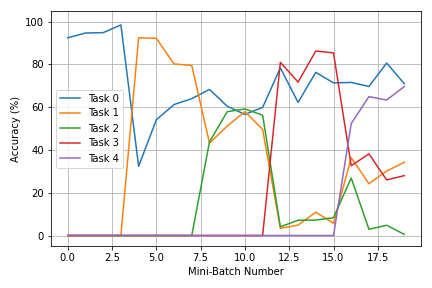 100
80
60
40
20
0
Accuracy (%)
Task 0
Task 1
Task 2
Task 3
Task 4
0.0 2.5 5.0 7.5 10.0 12.5 15.0 17.5
Mini-Batch Number